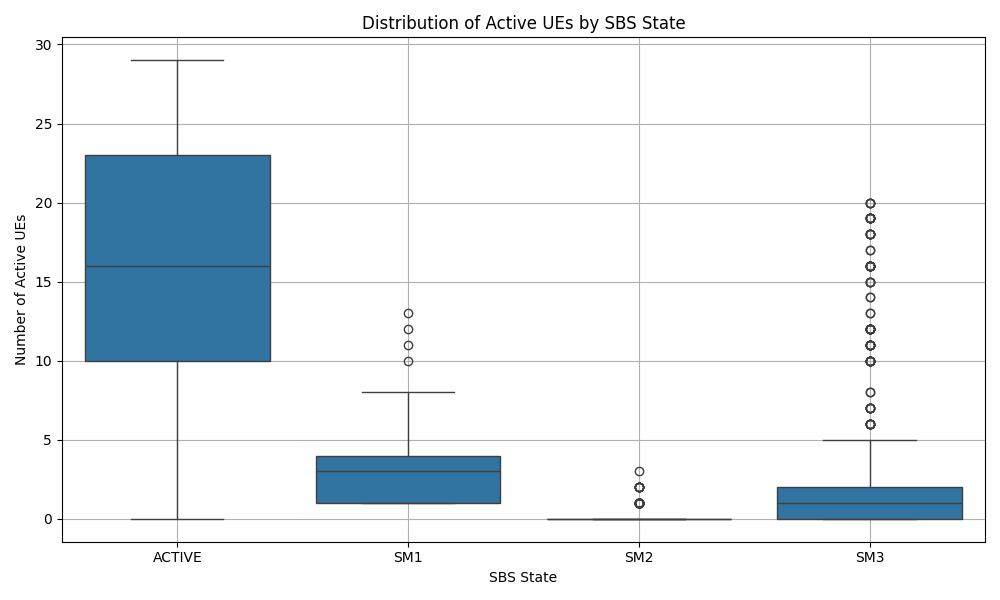 Distribution of Active UEs by SBS State
Number of Active UEs
30
25
20
15
10
5
0
ACTIVE SM1 SM2 SM3
SBS State